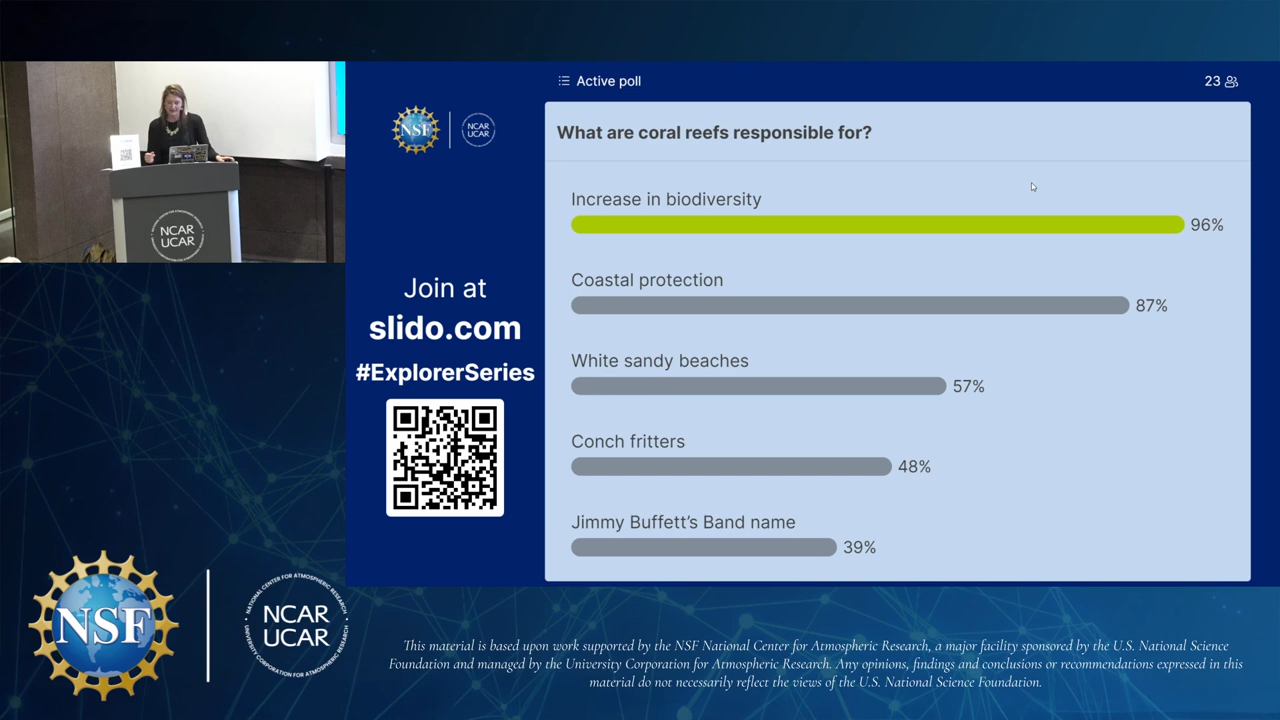 Active poll
23
NSF
NCAR
UCAR
What are coral reefs responsible for?
Increase in biodiversity
96%
Coastal protection
87%
White sandy beaches
57%
Conch fritters
48%
Jimmy Buffett’s Band name
39%
Join at
slido.com
#ExplorerSeries
NCAR
UCAR
NSF
NATIONAL CENTER FOR ATMOSPHERIC RESEARCH
NCAR
UCAR
UNIVERSITY CORPORATION FOR ATMOSPHERIC RESEARCH
This material is based upon work supported by the NSF National Center for Atmospheric Research, a major facility sponsored by the U.S. National Science
Foundation and managed by the University Corporation for Atmospheric Research. Any opinions, findings and conclusions or recommendations expressed in this
material do not necessarily reflect the views of the U.S. National Science Foundation.